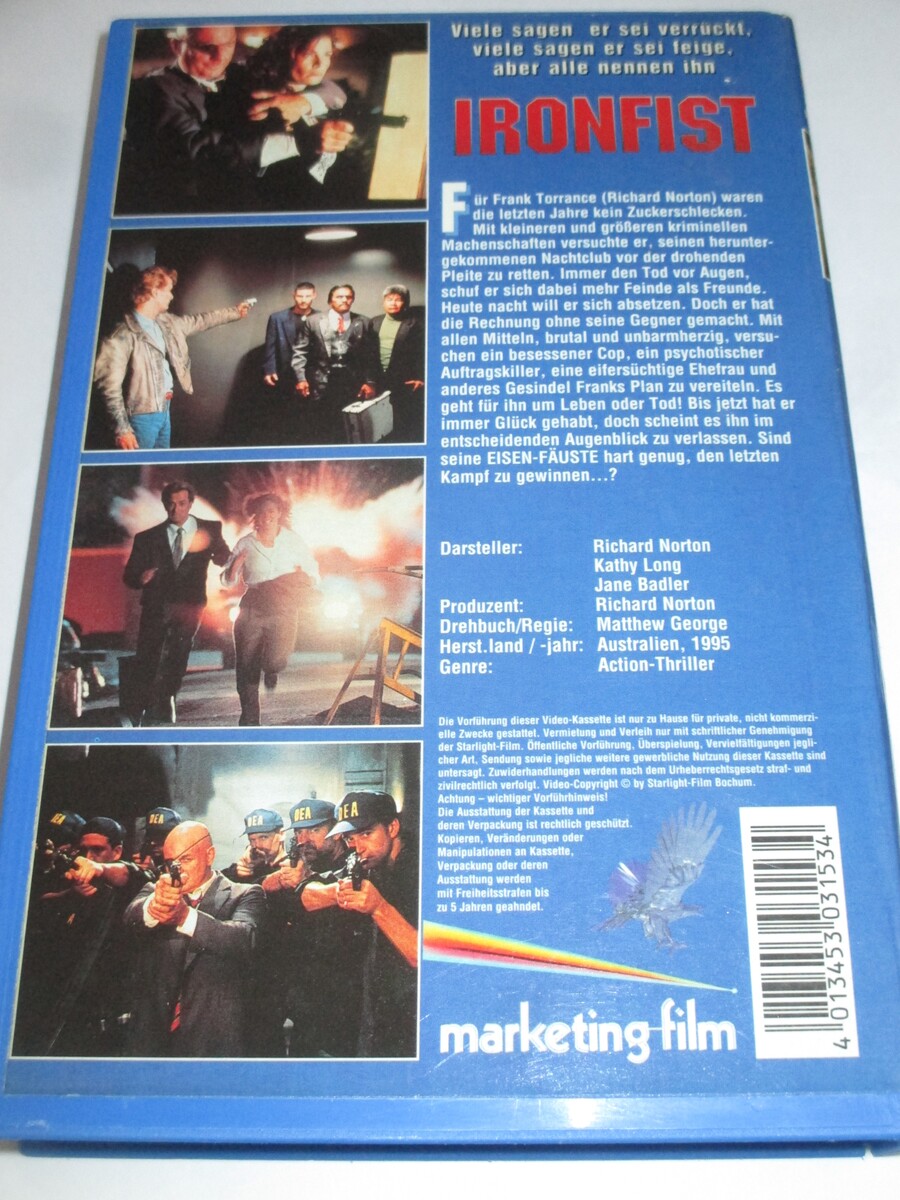 Viele sagen er sei verrückt,
viele sagen er sei feige,
aber alle nennen ihn
IRONFIST
Für Frank Torrance (Richard Norton) waren
die letzten Jahre kein Zuckerschlecken.
Mit kleineren und größeren kriminellen
Machenschaften versuchte er, seinen herunter-
gekommenen Nachtclub vor der drohenden
Pleite zu retten. Immer den Tod vor Augen,
schuf er sich dabei mehr Feinde als Freunde.
Heute nacht will er sich absetzen. Doch er hat
die Rechnung ohne seine Gegner gemacht. Mit
allen Mitteln, brutal und unbarmherzig, versu-
chen ein besessener Cop, ein psychotischer
Auftragskiller, eine eifersüchtige Ehefrau und
anderes Gesindel Franks Plan zu vereiteln. Es
geht für ihn um Leben oder Tod! Bis jetzt hat er
immer Glück gehabt, doch scheint es ihn im
entscheidenden Augenblick zu verlassen. Sind
seine EISEN-FÄUSTE hart genug, den letzten
Kampf zu gewinnen...?
Darsteller: Richard Norton
Kathy Long
Jane Badler
Produzent: Richard Norton
Drehbuch/Regie: Matthew George
Herst.land / -jahr: Australien, 1995
Genre: Action-Thriller
Die Vorführung dieser Video-Kassette ist nur zu Hause für private, nicht kommerzi-
elle Zwecke gestattet. Vermietung und Verleih nur mit schriftlicher Genehmigung
der Starlight-Film. Öffentliche Vorführung, Überspielung, Vervielfältigungen jegli-
cher Art, Sendung sowie jegliche weitere gewerbliche Nutzung dieser Kassette sind
untersagt. Zuwiderhandlungen werden nach dem Urheberrechtsgesetz straf- und
zivilrechtlich verfolgt. Video-Copyright © by Starlight-Film Bochum.
Achtung – wichtiger Vorführhinweis!
Die Ausstattung der Kassette und
deren Verpackung ist rechtlich geschützt.
Kopieren, Veränderungen oder
Manipulationen an Kassette,
Verpackung oder deren
Ausstattung werden
mit Freiheitsstrafen bis
zu 5 Jahren geahndet.
marketing film
4 013453 031534
DEA
DEA
DEA
DEA